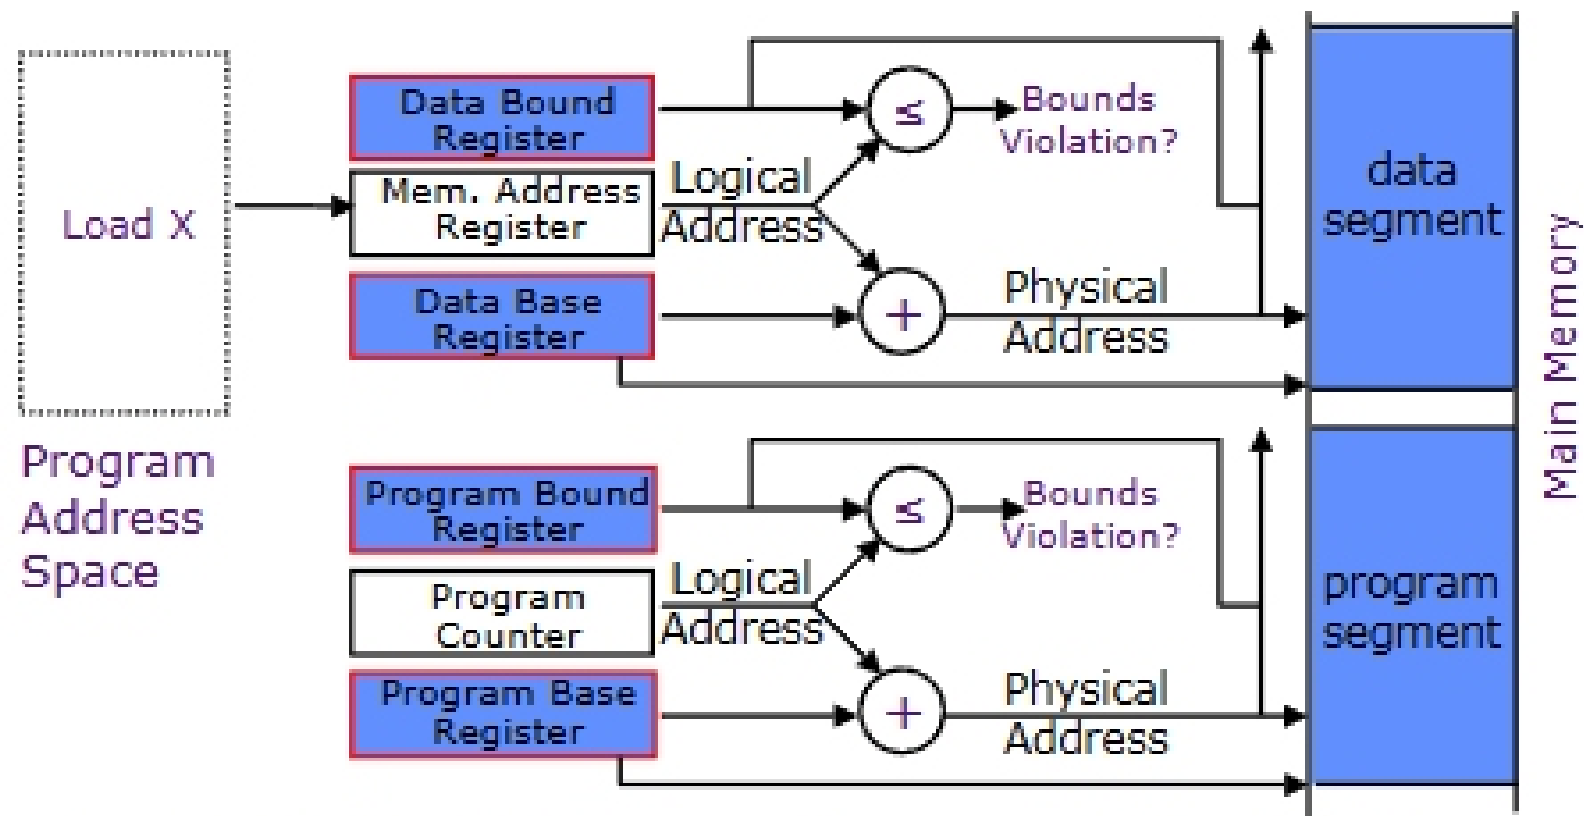 Load X
Program
Address
Space
Data Bound
Register
Mem. Address
Register
Data Base
Register
Logical
Address
≤
Bounds
Violation?
+
Physical
Address
Program Bound
Register
Program
Counter
Program Base
Register
Logical
Address
≤
Bounds
Violation?
+
Physical
Address
data
segment
program
segment
Main Memory